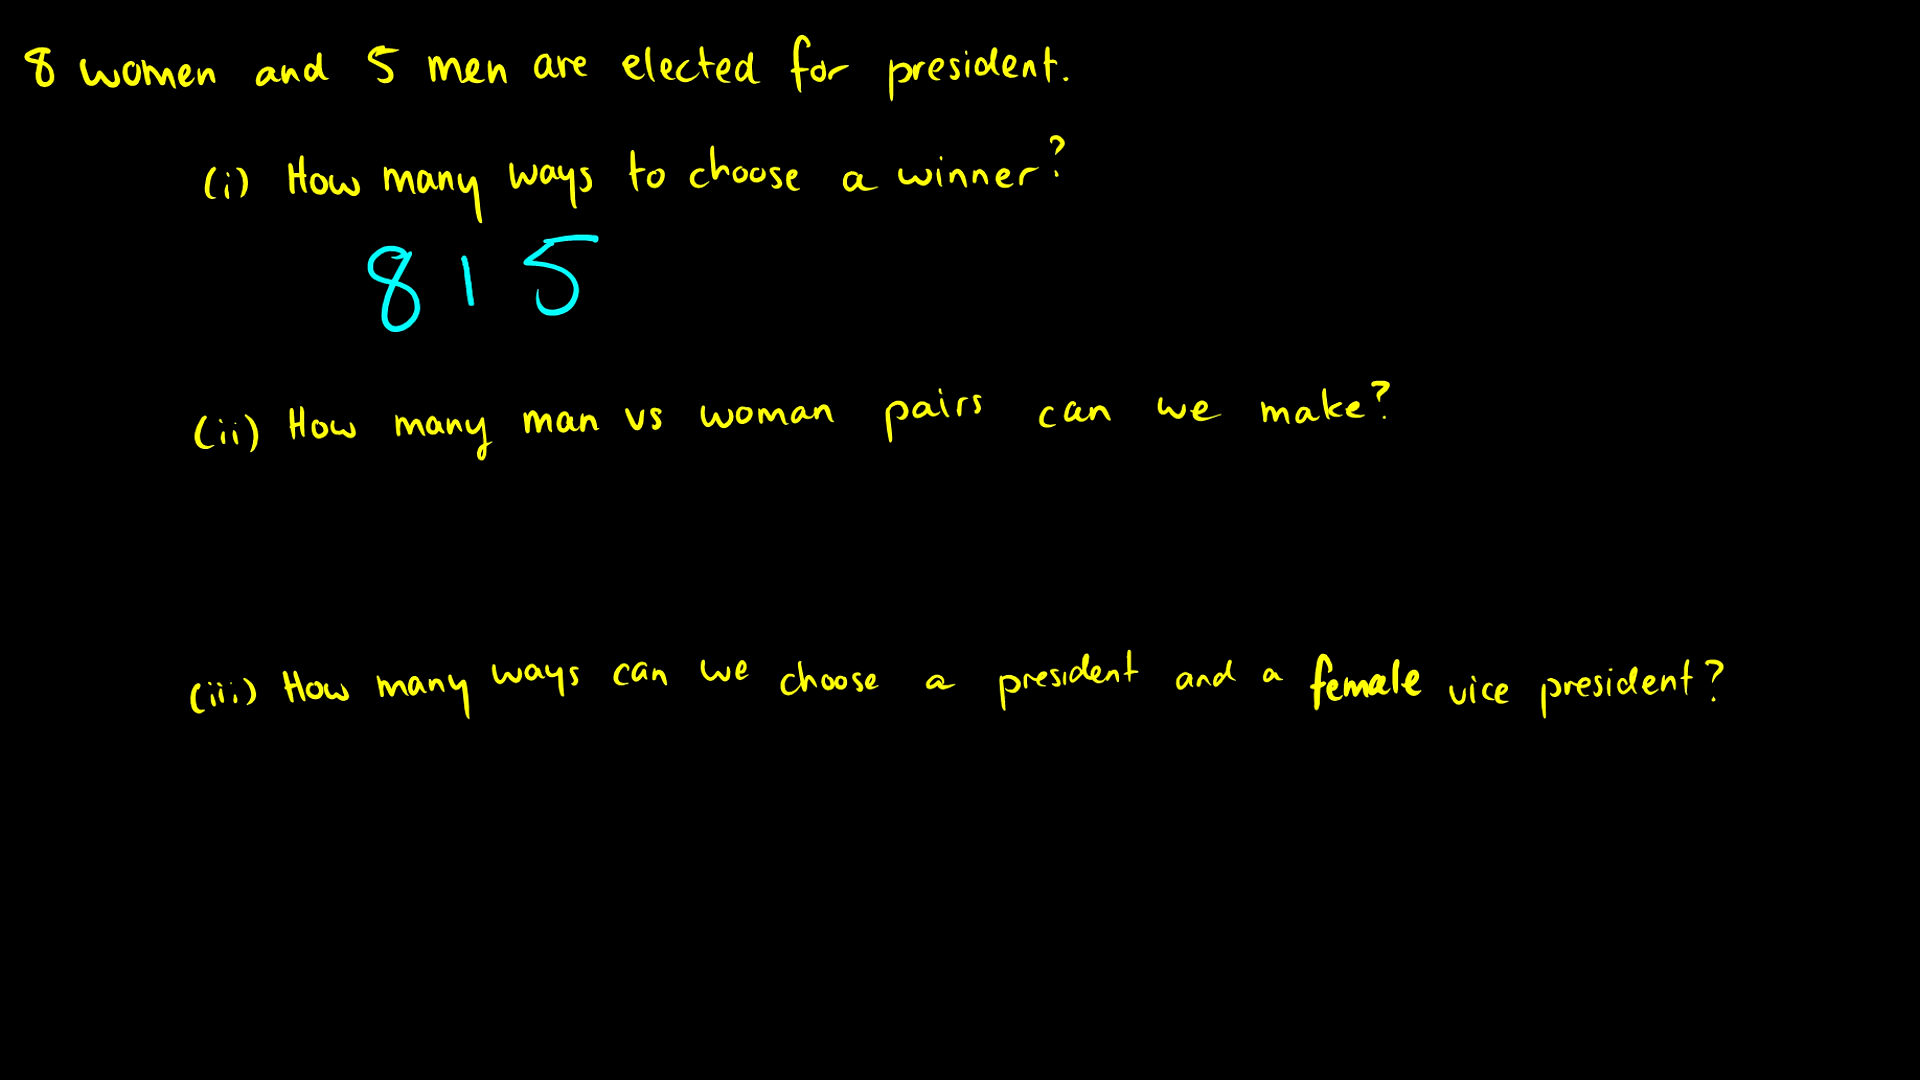 8 women and 5 men are elected for president.
(i) How many ways to choose a winner?
8 1 5
(ii) How many man vs woman pairs can we make?
(iii) How many ways can we choose a president and a female vice president?